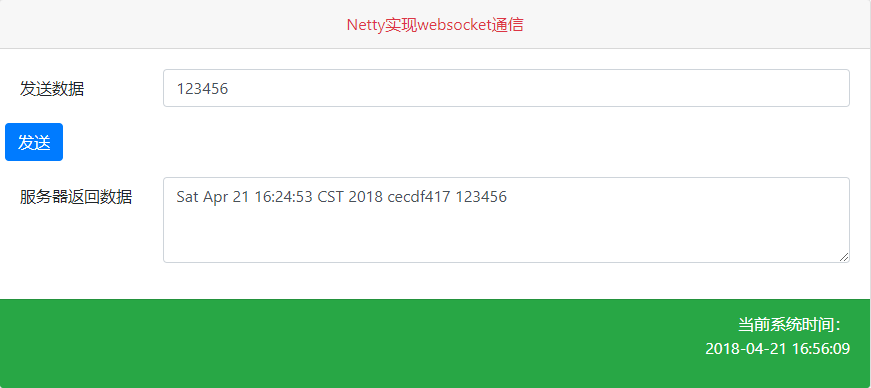 Netty实现websocket通信
发送数据
123456
发送
服务器返回数据
Sat Apr 21 16:24:53 CST 2018 cecdf417 123456
当前系统时间：
2018-04-21 16:56:09